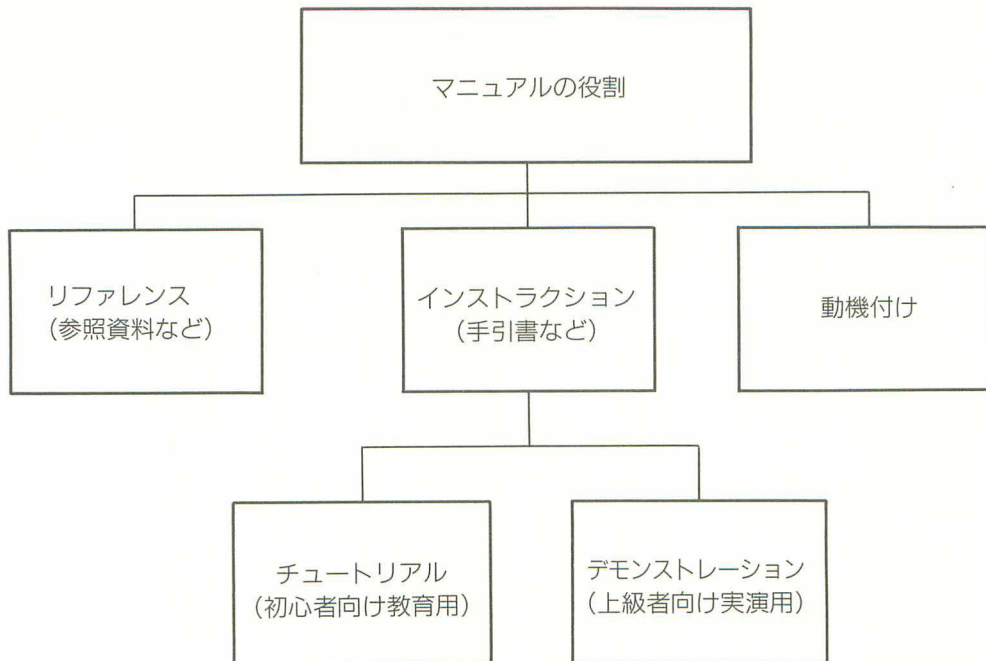 マニュアルの役割
リファレンス
（参照資料など）
インストラクション
（手引書など）
動機付け
チュートリアル
（初心者向け教育用）
デモンストレーション
（上級者向け実演用）